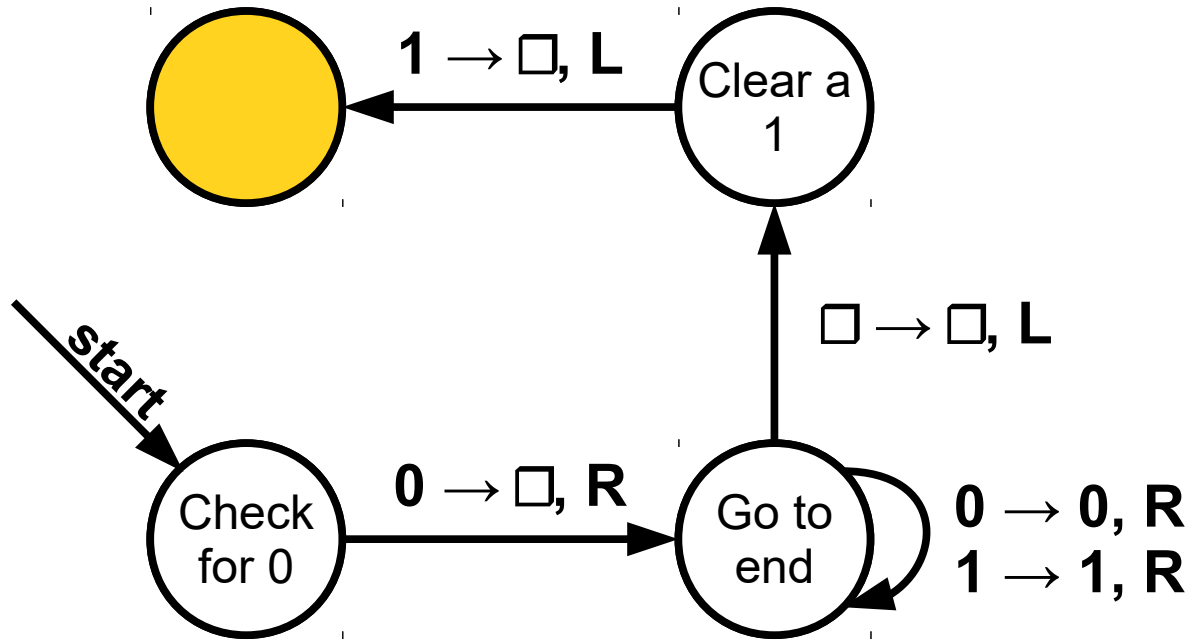 1 → □, L
Clear a
1
□ → □, L
start
Check
for 0
0 → □, R
Go to
end
0 → 0, R
1 → 1, R